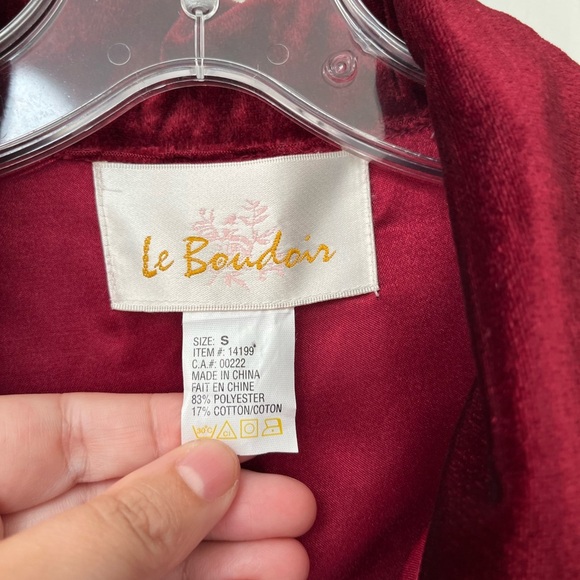 Le Boudoir
SIZE: S
ITEM #: 14199
C.A.#: 00222
MADE IN CHINA
FAIT EN CHINE
83% POLYESTER
17% COTTON/COTON